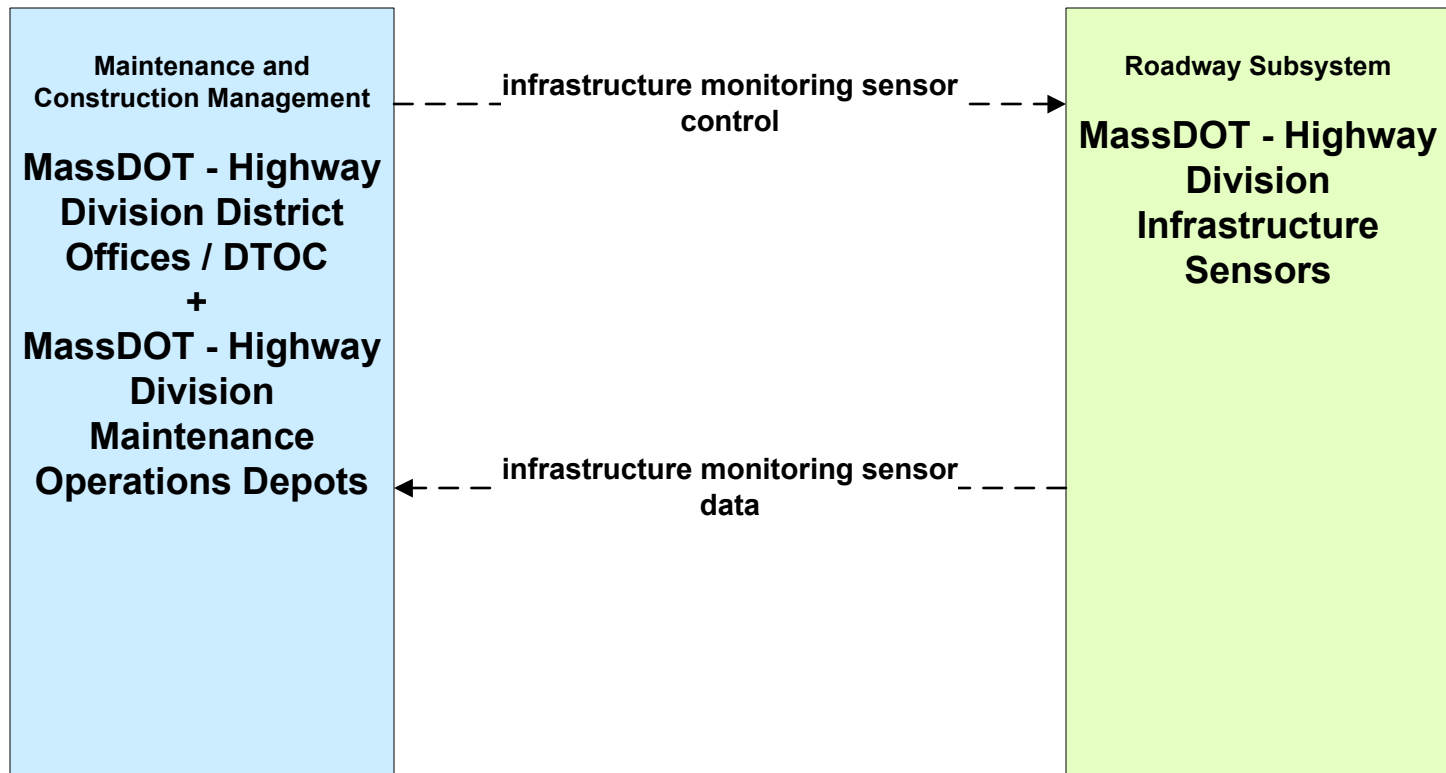 Maintenance and
Construction Management
MassDOT - Highway
Division District
Offices / DTOC
+
MassDOT - Highway
Division
Maintenance
Operations Depots
infrastructure monitoring sensor
control
infrastructure monitoring sensor
data
Roadway Subsystem
MassDOT - Highway
Division
Infrastructure
Sensors